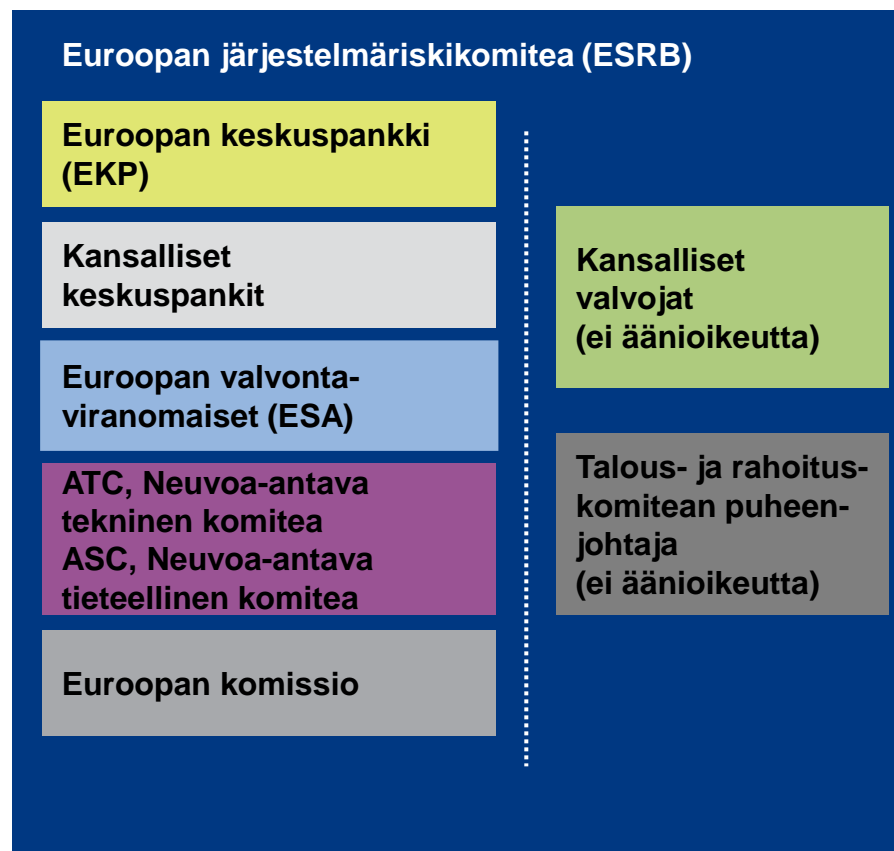 Euroopan järjestelmäriskikomitea (ESRB)
Euroopan keskuspankki
(EKP)
Kansalliset
keskuspankit
Euroopan valvonta-
viranomaiset (ESA)
ATC, Neuvoa-antava
tekninen komitea
ASC, Neuvoa-antava
tieteellinen komitea
Euroopan komissio
Kansalliset
valvojat
(ei äänioikeutta)
Talous- ja rahoitus-
komitean puheen-
johtaja
(ei äänioikeutta)